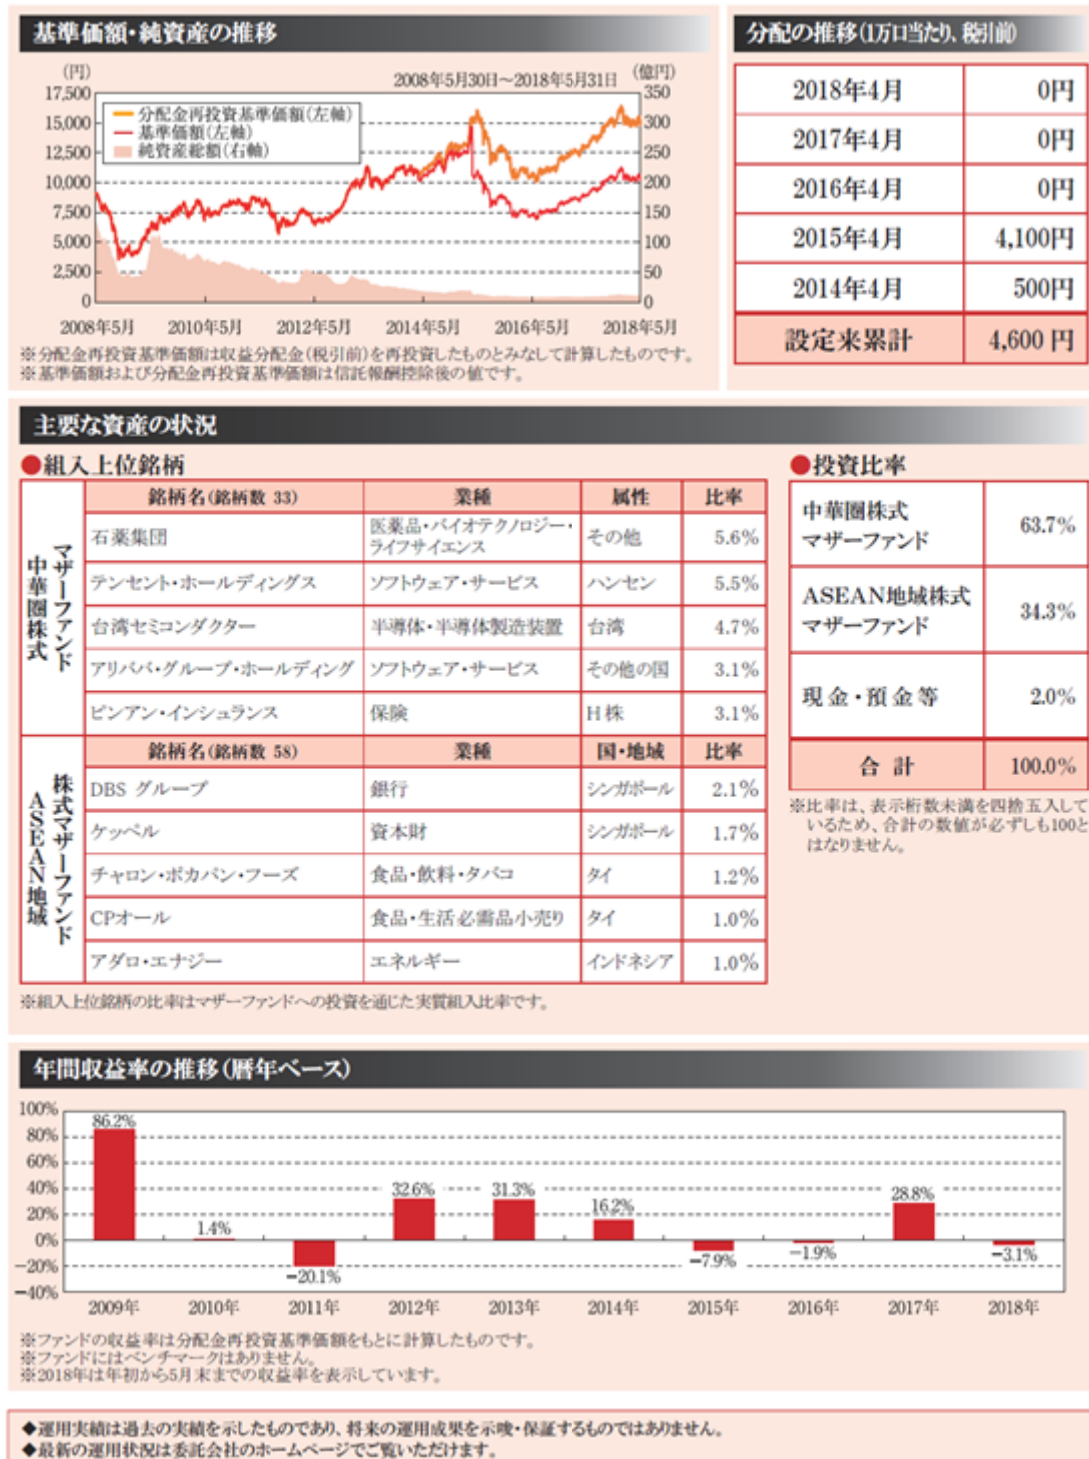 基準価額・純資産の推移
(円)
2008年5月30日～2018年5月31日
(億円)
17,500
15,000
12,500
10,000
7,500
5,000
2,500
0
分配金再投資基準価額(左軸)
基準価額(左軸)
純資産総額(右軸)
350
300
250
200
150
100
50
0
2008年5月 2010年5月 2012年5月 2014年5月 2016年5月 2018年5月
※分配金再投資基準価額は収益分配金(税引前)を再投資したものとみなして計算したものです。
※基準価額および分配金再投資基準価額は信託報酬控除後の値です。
分配の推移(1万口当たり、税引前)
2018年4月 0円
2017年4月 0円
2016年4月 0円
2015年4月 4,100円
2014年4月 500円
設定来累計 4,600 円
主要な資産の状況
●組入上位銘柄
中華圏株式
マザーファンド
銘柄名(銘柄数 33) 業種 属性 比率
石薬集団 医薬品・バイオテクノロジー・
ライフサイエンス その他 5.6%
テンセント・ホールディングス ソフトウェア・サービス ハンセン 5.5%
台湾セミコンダクター 半導体・半導体製造装置 台湾 4.7%
アリババ・グループ・ホールディング ソフトウェア・サービス その他の国 3.1%
ピンアン・インシュランス 保険 H株 3.1%
ASEAN地域
株式マザーファンド
銘柄名(銘柄数 58) 業種 国・地域 比率
DBS グループ 銀行 シンガポール 2.1%
ケッペル 資本財 シンガポール 1.7%
チャロン・ポカパン・フーズ 食品・飲料・タバコ タイ 1.2%
CPオール 食品・生活必需品小売り タイ 1.0%
アダロ・エナジー エネルギー インドネシア 1.0%
※組入上位銘柄の比率はマザーファンドへの投資を通じた実質組入比率です。
●投資比率
中華圏株式
マザーファンド 63.7%
ASEAN地域株式
マザーファンド 34.3%
現金・預金等 2.0%
合 計 100.0%
※比率は、表示桁数未満を四捨五入して
いるため、合計の数値が必ずしも100と
はなりません。
年間収益率の推移(暦年ベース)
100%
80%
60%
40%
20%
0%
−20%
−40%
86.2%
1.4%
−20.1%
32.6%
31.3%
16.2%
−7.9%
−1.9%
28.8%
−3.1%
2009年 2010年 2011年 2012年 2013年 2014年 2015年 2016年 2017年 2018年
※ファンドの収益率は分配金再投資基準価額をもとに計算したものです。
※ファンドにはベンチマークはありません。
※2018年は年初から5月末までの収益率を表示しています。
◆運用実績は過去の実績を示したものであり、将来の運用成果を示唆・保証するものではありません。
◆最新の運用状況は委託会社のホームページでご覧いただけます。